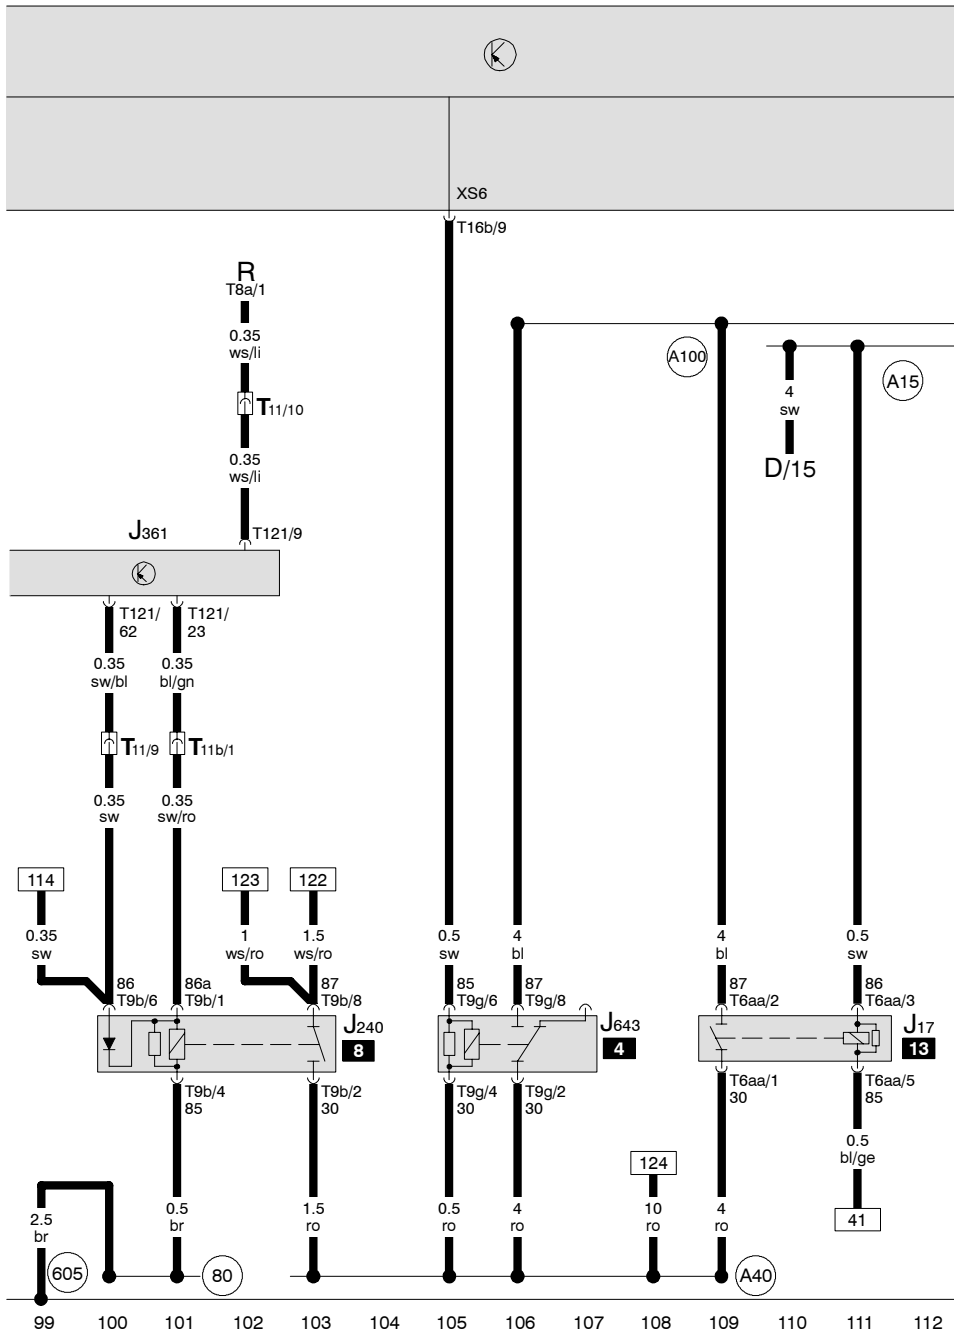 XS6
T16b/9
R
T8a/1
0.35
ws/li
A100
A15
4
sw
T11/10
0.35
ws/li
D/15
J361
T121/9
T121/
62
T121/
23
0.35
sw/bl
0.35
bl/gn
T11/9
T11b/1
0.35
sw
0.35
sw/ro
114
123
122
0.35
sw
1
ws/ro
1.5
ws/ro
0.5
sw
4
bl
4
bl
0.5
sw
86
T9b/6
86a
T9b/1
87
T9b/8
85
T9g/6
87
T9g/8
87
T6aa/2
86
T6aa/3
J240
8
J643
4
J17
13
T9b/4
85
T9b/2
30
T9g/4
30
T9g/2
30
T6aa/1
30
T6aa/5
85
0.5
bl/ge
124
41
2.5
br
0.5
br
1.5
ro
0.5
ro
4
ro
10
ro
4
ro
605
80
A40
99 100 101 102 103 104 105 106 107 108 109 110 111 112